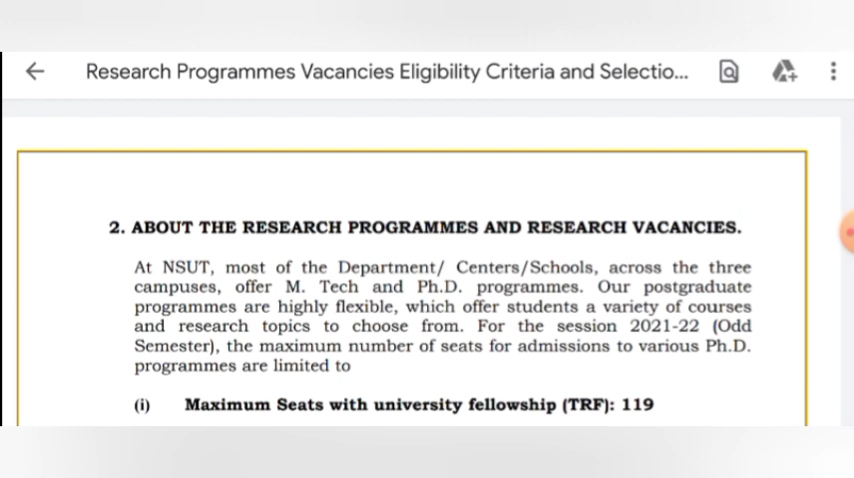 Research Programmes Vacancies Eligibility Criteria and Selectio...
2. ABOUT THE RESEARCH PROGRAMMES AND RESEARCH VACANCIES.
At NSUT, most of the Department/ Centers/Schools, across the three
campuses, offer M. Tech and Ph.D. programmes. Our postgraduate
programmes are highly flexible, which offer students a variety of courses
and research topics to choose from. For the session 2021-22 (Odd
Semester), the maximum number of seats for admissions to various Ph.D.
programmes are limited to
(i) Maximum Seats with university fellowship (TRF): 119